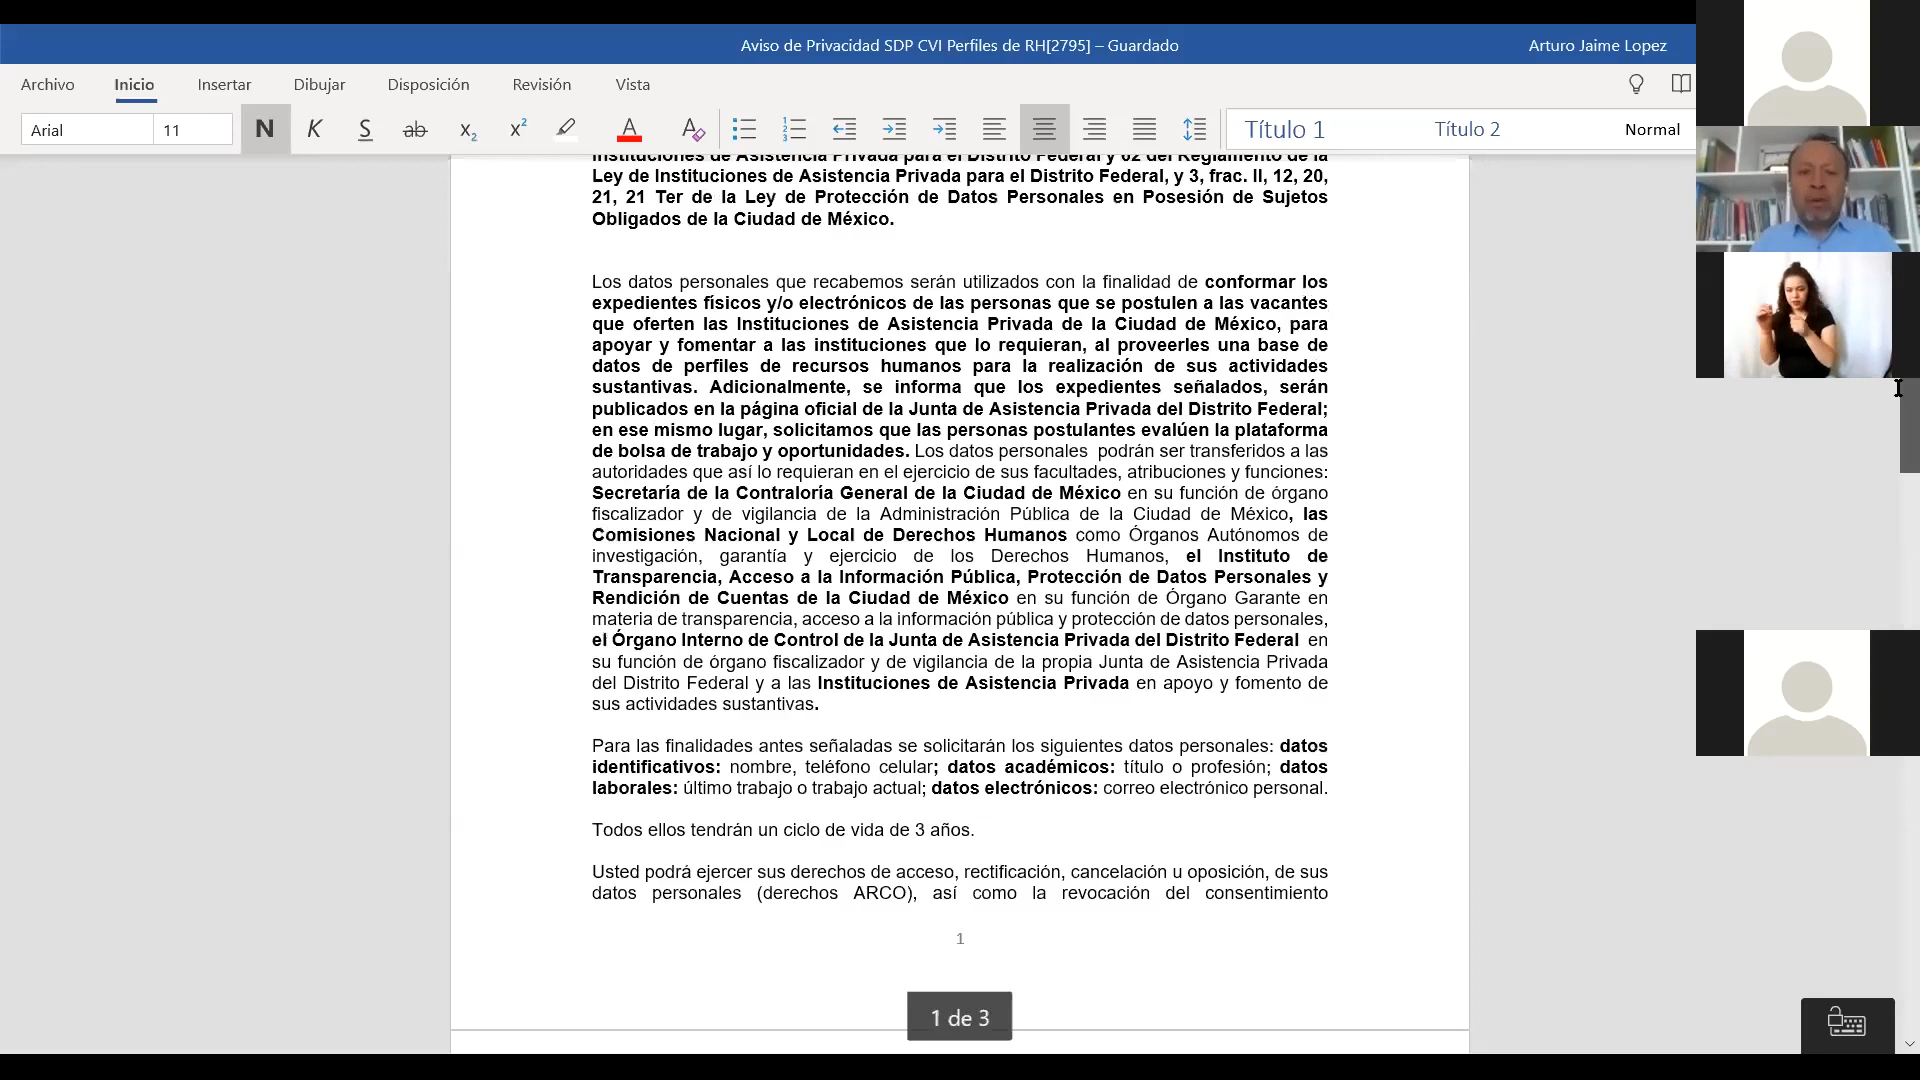 Aviso de Privacidad SDP CVI Perfiles de RH[2795] – Guardado
Arturo Jaime Lopez
Archivo Inicio Insertar Dibujar Disposición Revisión Vista
Arial 11 N K S ab x₂ x² A A Título 1 Título 2 Normal
Instituciones de Asistencia Privada para el Distrito Federal y 62 del Reglamento de la
Ley de Instituciones de Asistencia Privada para el Distrito Federal, y 3, frac. II, 12, 20,
21, 21 Ter de la Ley de Protección de Datos Personales en Posesión de Sujetos
Obligados de la Ciudad de México.
Los datos personales que recabemos serán utilizados con la finalidad de conformar los
expedientes físicos y/o electrónicos de las personas que se postulen a las vacantes
que oferten las Instituciones de Asistencia Privada de la Ciudad de México, para
apoyar y fomentar a las instituciones que lo requieran, al proveerles una base de
datos de perfiles de recursos humanos para la realización de sus actividades
sustantivas. Adicionalmente, se informa que los expedientes señalados, serán
publicados en la página oficial de la Junta de Asistencia Privada del Distrito Federal;
en ese mismo lugar, solicitamos que las personas postulantes evalúen la plataforma
de bolsa de trabajo y oportunidades. Los datos personales podrán ser transferidos a las
autoridades que así lo requieran en el ejercicio de sus facultades, atribuciones y funciones:
Secretaría de la Contraloría General de la Ciudad de México en su función de órgano
fiscalizador y de vigilancia de la Administración Pública de la Ciudad de México, las
Comisiones Nacional y Local de Derechos Humanos como Órganos Autónomos de
investigación, garantía y ejercicio de los Derechos Humanos, el Instituto de
Transparencia, Acceso a la Información Pública, Protección de Datos Personales y
Rendición de Cuentas de la Ciudad de México en su función de Órgano Garante en
materia de transparencia, acceso a la información pública y protección de datos personales,
el Órgano Interno de Control de la Junta de Asistencia Privada del Distrito Federal en
su función de órgano fiscalizador y de vigilancia de la propia Junta de Asistencia Privada
del Distrito Federal y a las Instituciones de Asistencia Privada en apoyo y fomento de
sus actividades sustantivas.
Para las finalidades antes señaladas se solicitarán los siguientes datos personales: datos
identificativos: nombre, teléfono celular; datos académicos: título o profesión; datos
laborales: último trabajo o trabajo actual; datos electrónicos: correo electrónico personal.
Todos ellos tendrán un ciclo de vida de 3 años.
Usted podrá ejercer sus derechos de acceso, rectificación, cancelación u oposición, de sus
datos personales (derechos ARCO), así como la revocación del consentimiento
1
1 de 3